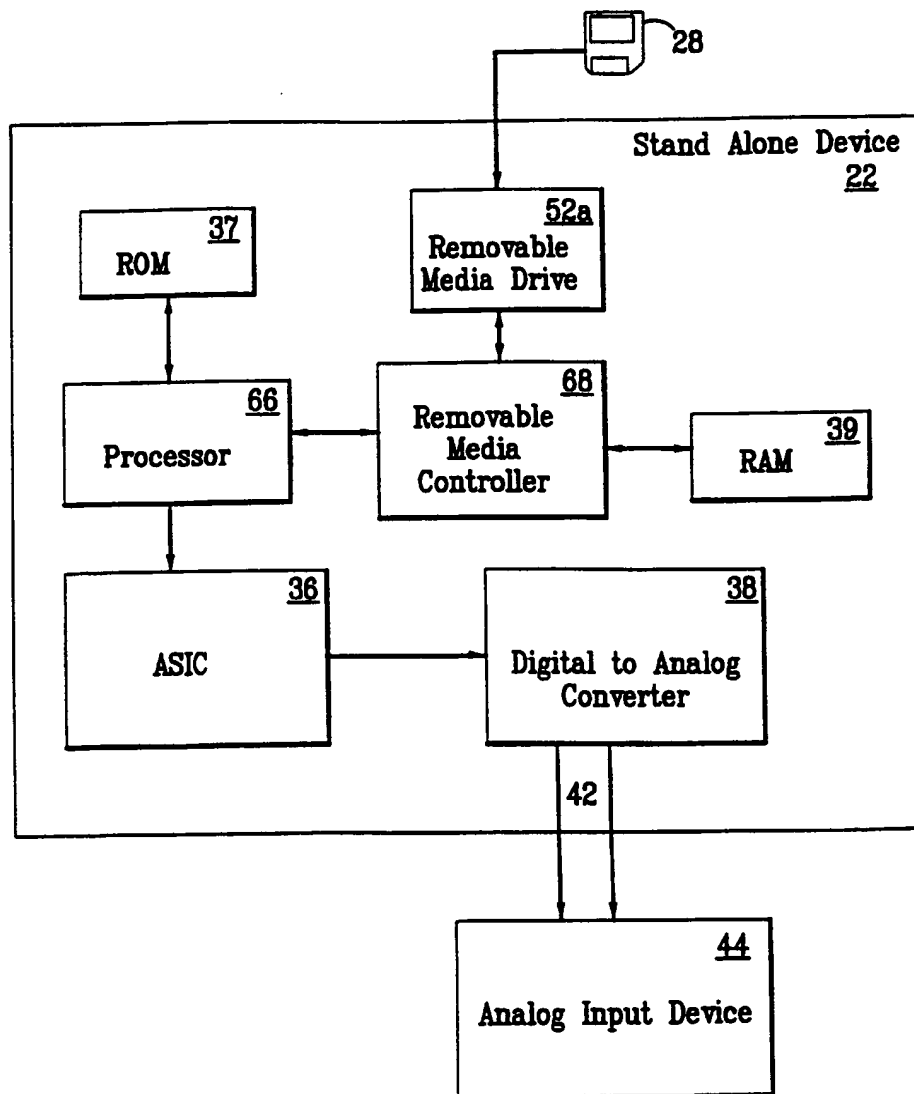 28
Stand Alone Device
22
52a
Removable
Media Drive
37
ROM
66
Processor
68
Removable
Media
Controller
39
RAM
36
ASIC
38
Digital to Analog
Converter
42
44
Analog Input Device